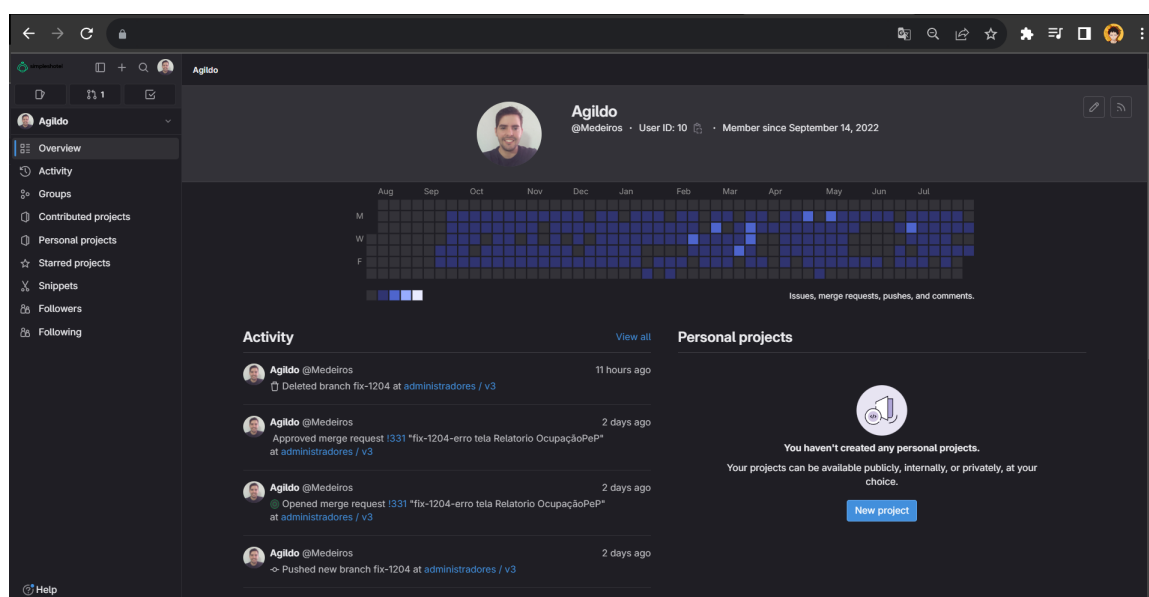 Agildo
1
Agildo
Overview
Activity
Groups
Contributed projects
Personal projects
Starred projects
Snippets
Followers
Following
Help
Agildo
@Medeiros · User ID: 10 · Member since September 14, 2022
Aug Sep Oct Nov Dec Jan Feb Mar Apr May Jun Jul
M
W
F
Issues, merge requests, pushes, and comments.
Activity
View all
Agildo @Medeiros
11 hours ago
Deleted branch fix-1204 at administradores / v3
Agildo @Medeiros
2 days ago
Approved merge request !331 "fix-1204-erro tela Relatorio OcupaçãoPeP"
at administradores / v3
Agildo @Medeiros
2 days ago
Opened merge request !331 "fix-1204-erro tela Relatorio OcupaçãoPeP"
at administradores / v3
Agildo @Medeiros
2 days ago
Pushed new branch fix-1204 at administradores / v3
Personal projects
You haven't created any personal projects.
Your projects can be available publicly, internally, or privately, at your
choice.
New project